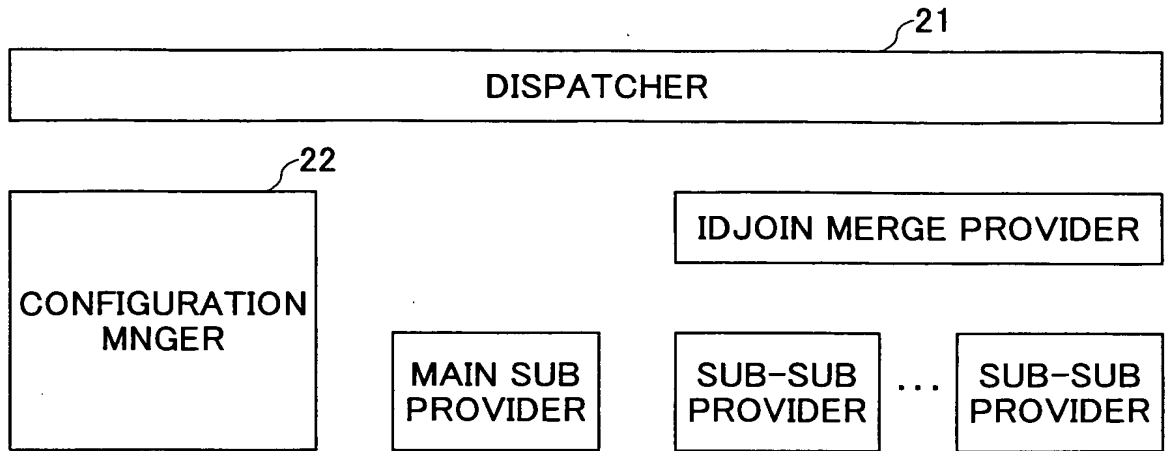 21
DISPATCHER
22
IDJOIN MERGE PROVIDER
CONFIGURATION
MNGER
MAIN SUB
PROVIDER
SUB-SUB
PROVIDER
...
SUB-SUB
PROVIDER